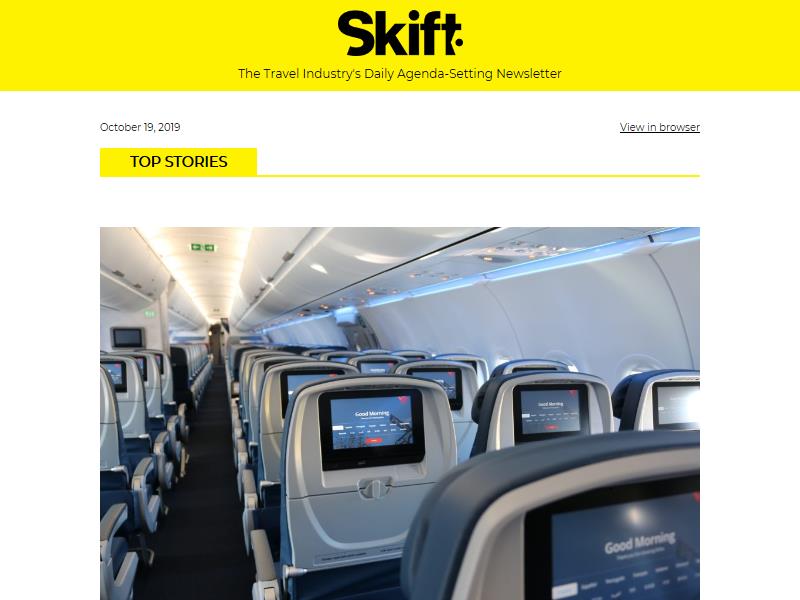 Skift
The Travel Industry's Daily Agenda-Setting Newsletter
October 19, 2019
View in browser
TOP STORIES
Good Morning
Good Morning
Good Morning